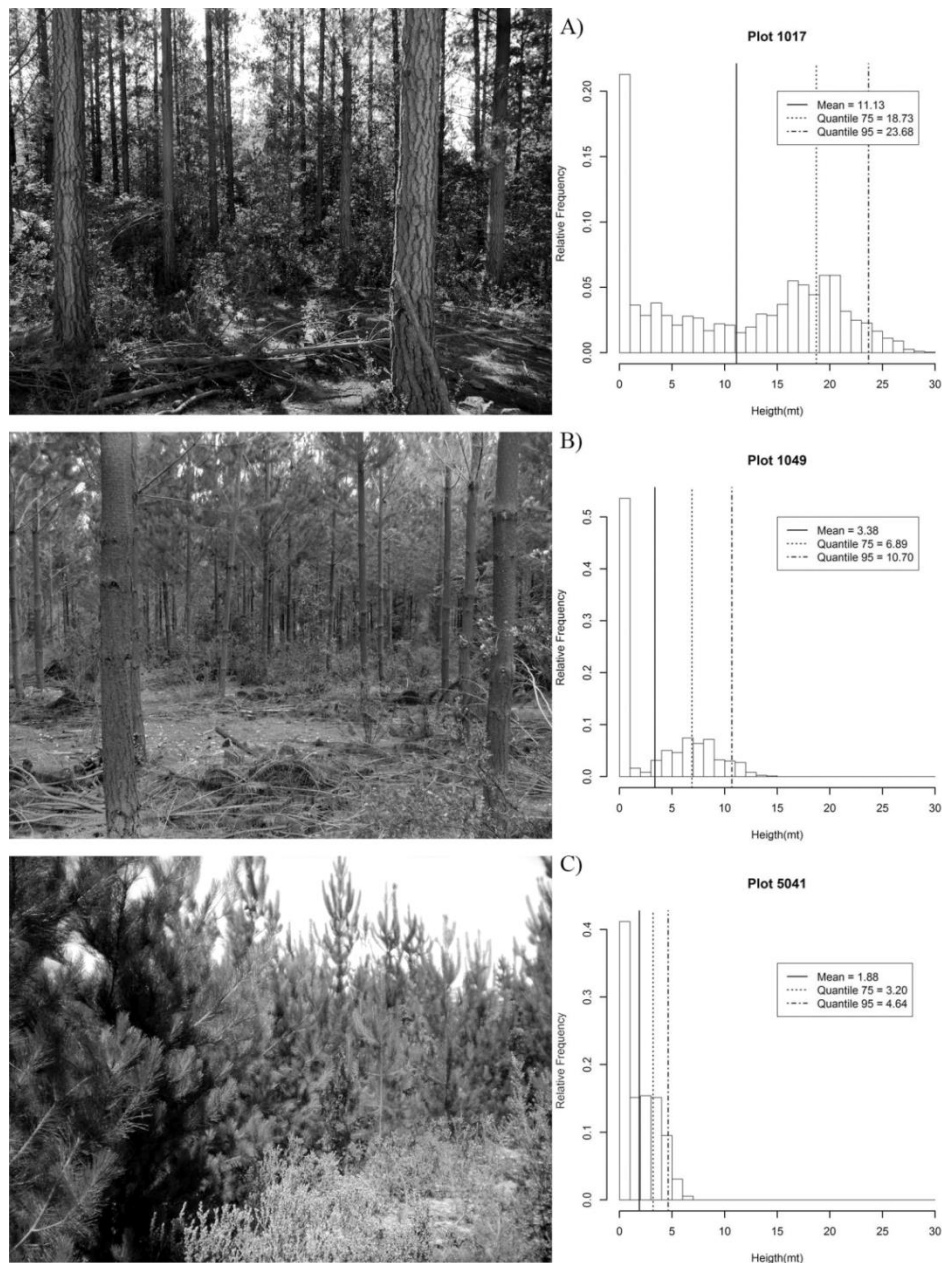 A)
Plot 1017
Relative Frequency
0.20
0.15
0.10
0.05
0.00
Mean = 11.13
Quantile 75 = 18.73
Quantile 95 = 23.68
0 5 10 15 20 25 30
Heigth(mt)
B)
Plot 1049
Relative Frequency
0.5
0.4
0.3
0.2
0.1
0.0
Mean = 3.38
Quantile 75 = 6.89
Quantile 95 = 10.70
0 5 10 15 20 25 30
Heigth(mt)
C)
Plot 5041
Relative Frequency
0.4
0.3
0.2
0.1
0.0
Mean = 1.88
Quantile 75 = 3.20
Quantile 95 = 4.64
0 5 10 15 20 25 30
Heigth(mt)